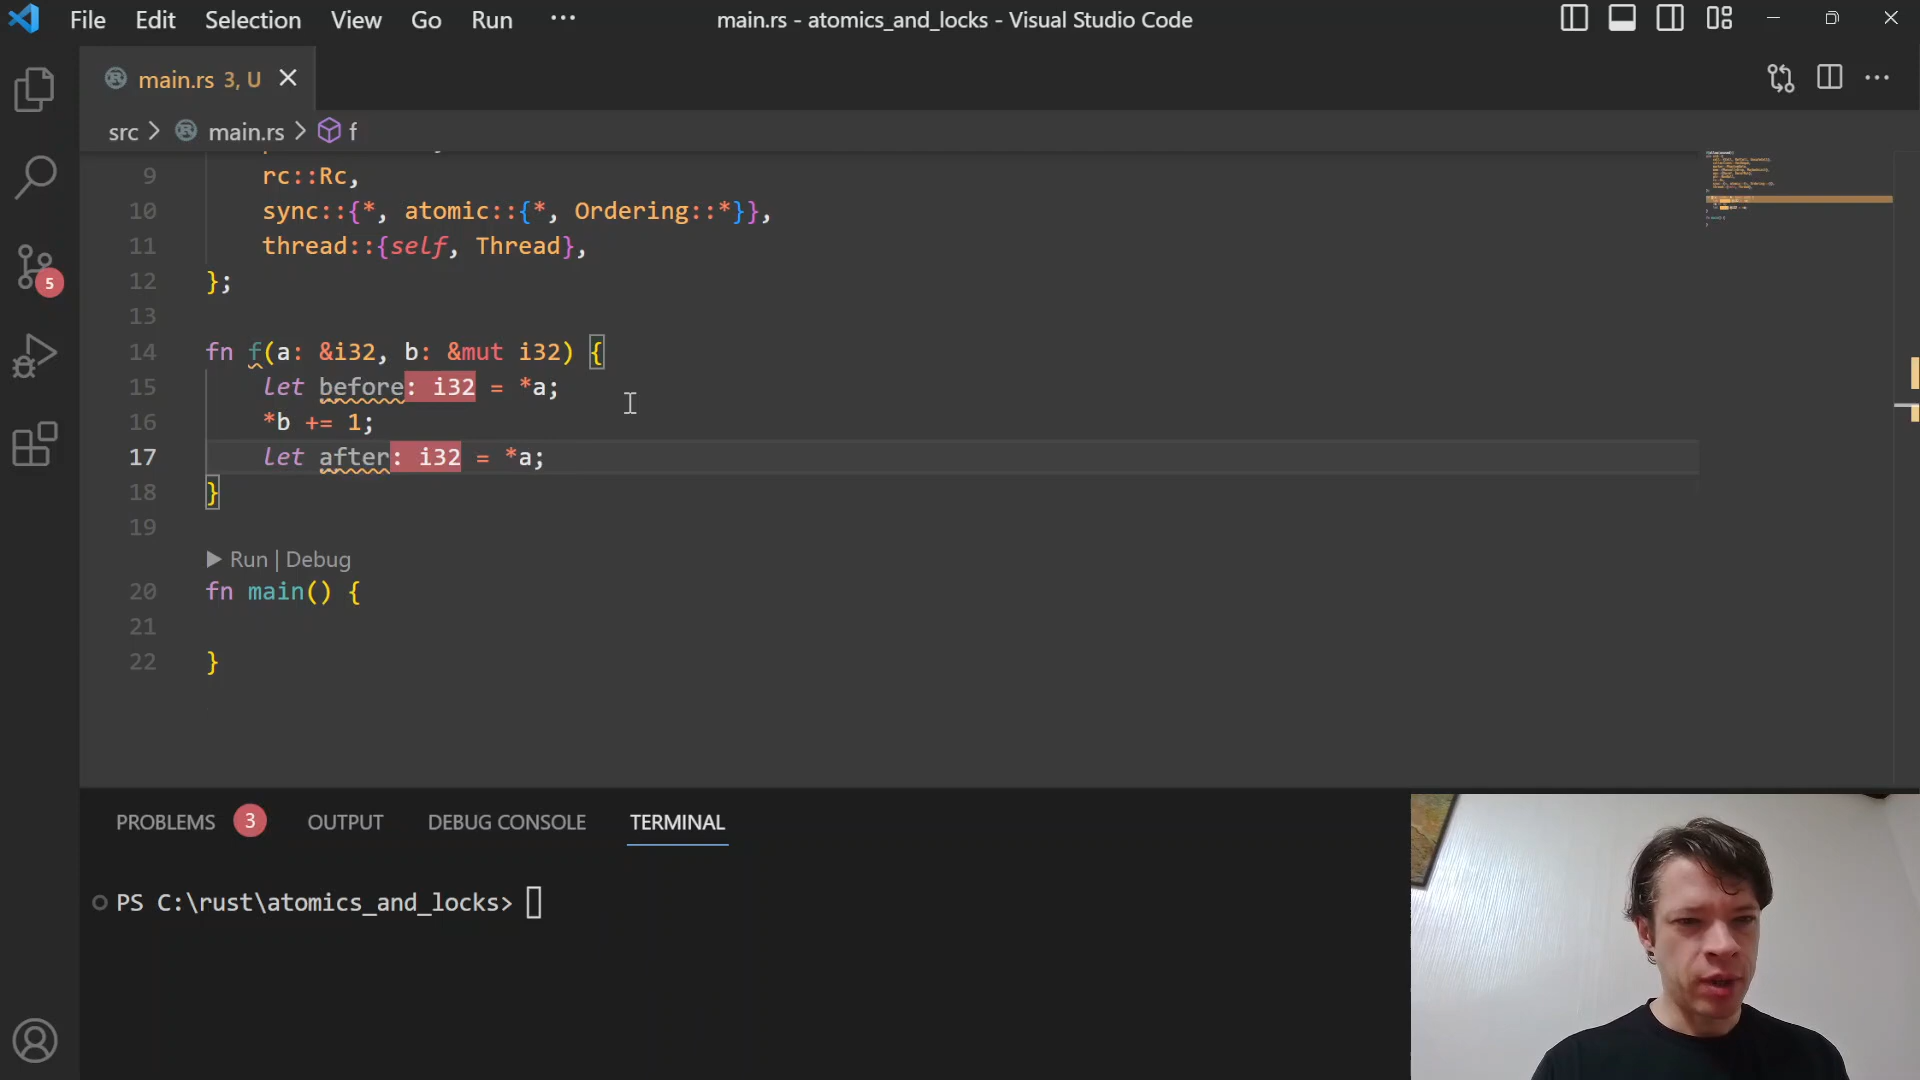 File Edit Selection View Go Run ···
main.rs - atomics_and_locks - Visual Studio Code
main.rs 3, U
src > main.rs > f
9 rc::Rc,
10 sync::{*, atomic::{*, Ordering::*}},
11 thread::{self, Thread},
12 };
13
14 fn f(a: &i32, b: &mut i32) {
15 let before: i32 = *a;
16 *b += 1;
17 let after: i32 = *a;
18 }
19
Run | Debug
20 fn main() {
21
22 }
5
PROBLEMS 3 OUTPUT DEBUG CONSOLE TERMINAL
PS C:\rust\atomics_and_locks>